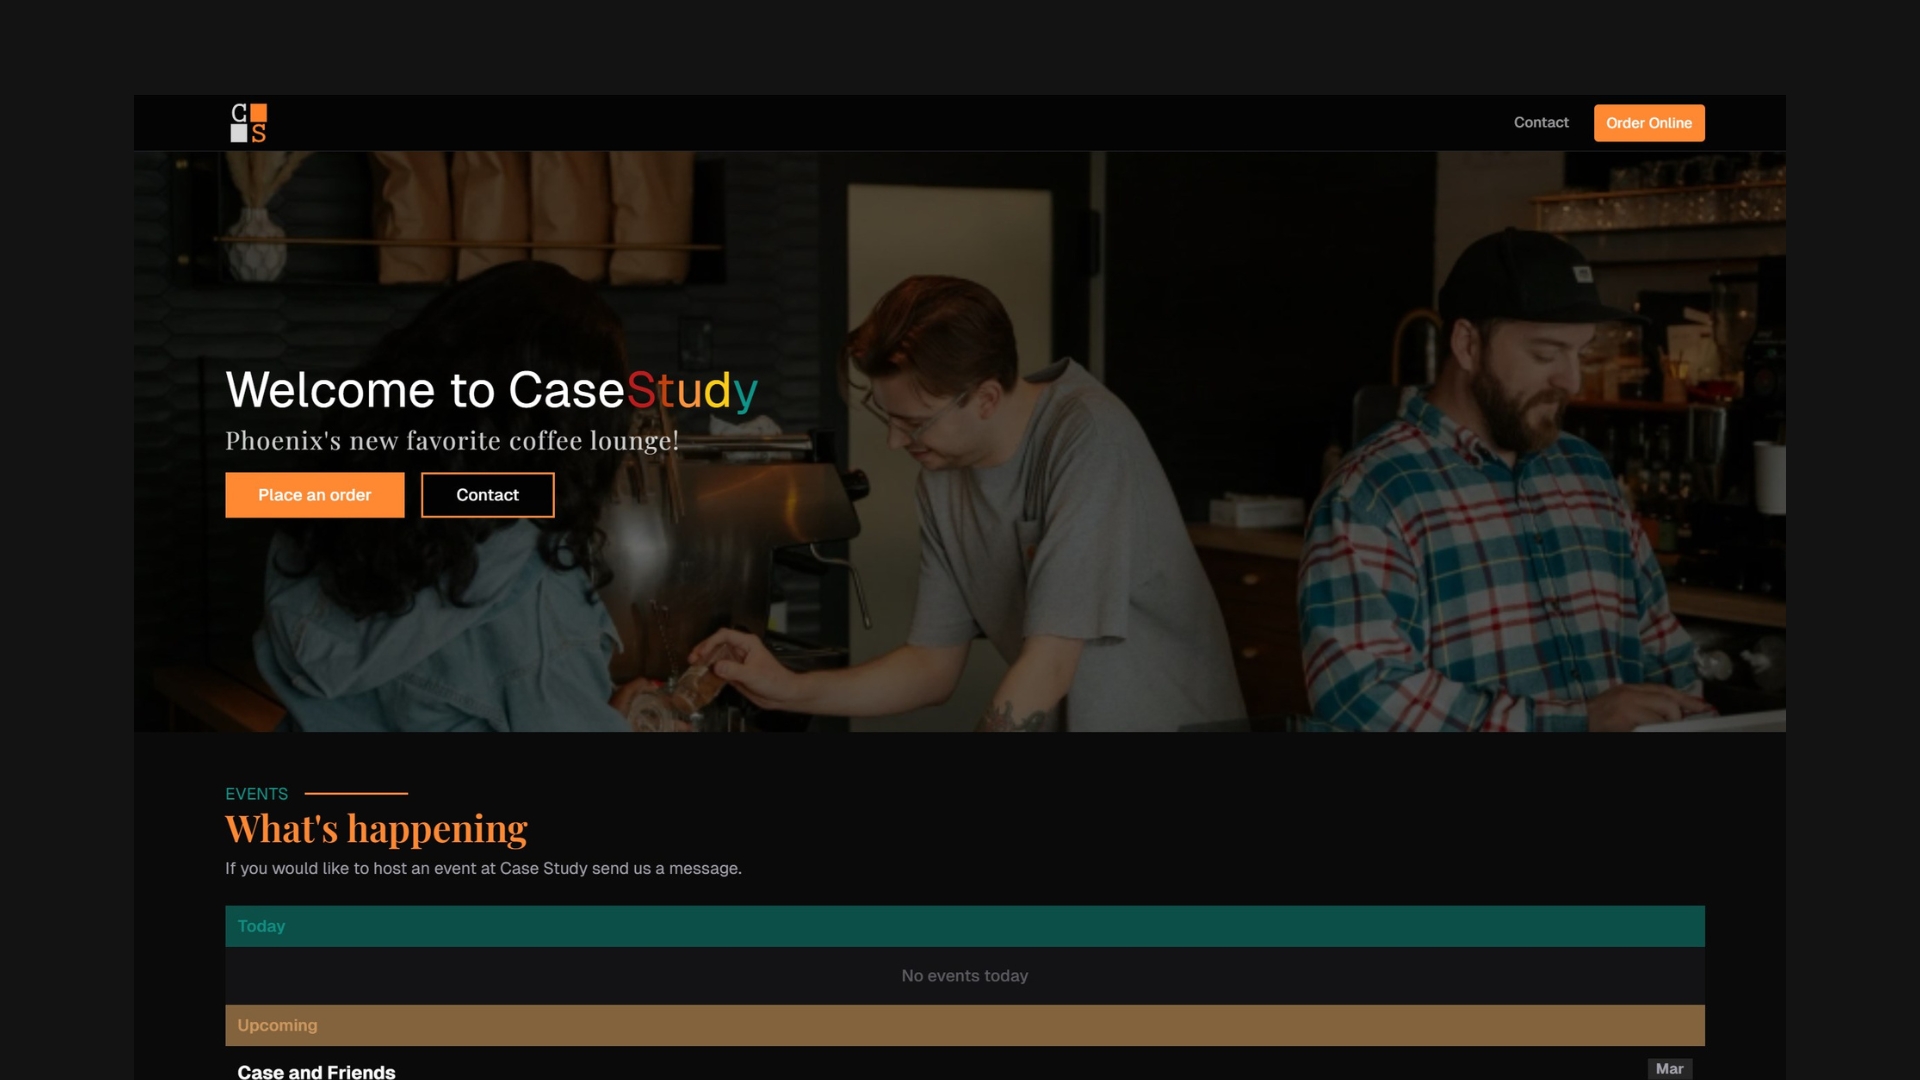 C
S
Contact
Order Online
Welcome to CaseStudy
Phoenix's new favorite coffee lounge!
Place an order
Contact
EVENTS
What's happening
If you would like to host an event at Case Study send us a message.
Today
No events today
Upcoming
Case and Friends
Mar